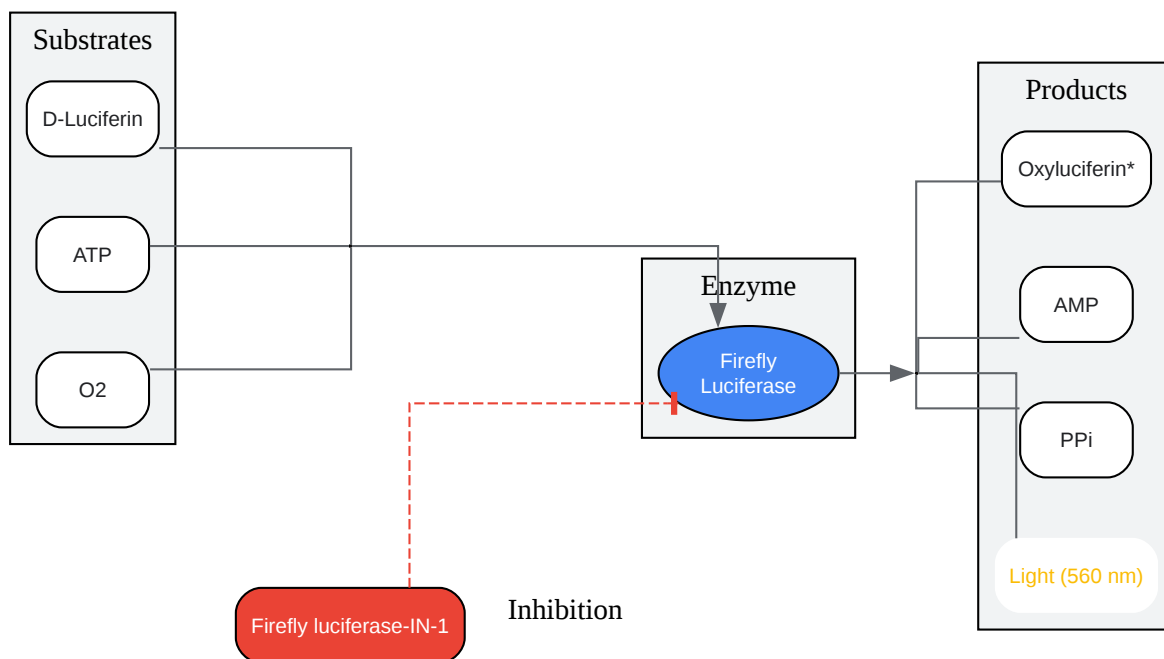 Substrates
D-Luciferin
ATP
O2
Enzyme
Firefly
Luciferase
Products
Oxyluciferin*
AMP
PPi
Light (560 nm)
Firefly luciferase-IN-1
Inhibition